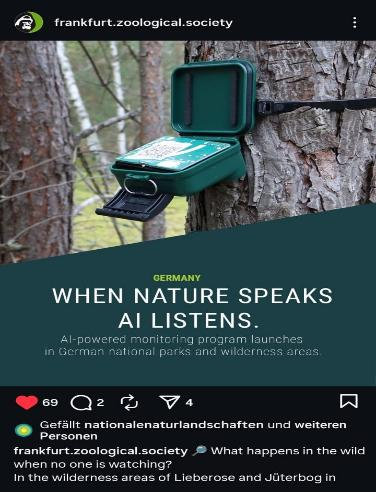 frankfurt.zoological.society
GERMANY
WHEN NATURE SPEAKS
AI LISTENS.
AI-powered monitoring program launches
in German national parks and wilderness areas.
69 2 4
Gefällt nationalenaturlandschaften und weiteren
Personen
frankfurt.zoological.society 🔎 What happens in the wild
when no one is watching?
In the wilderness areas of Lieberose and Jüterbog in